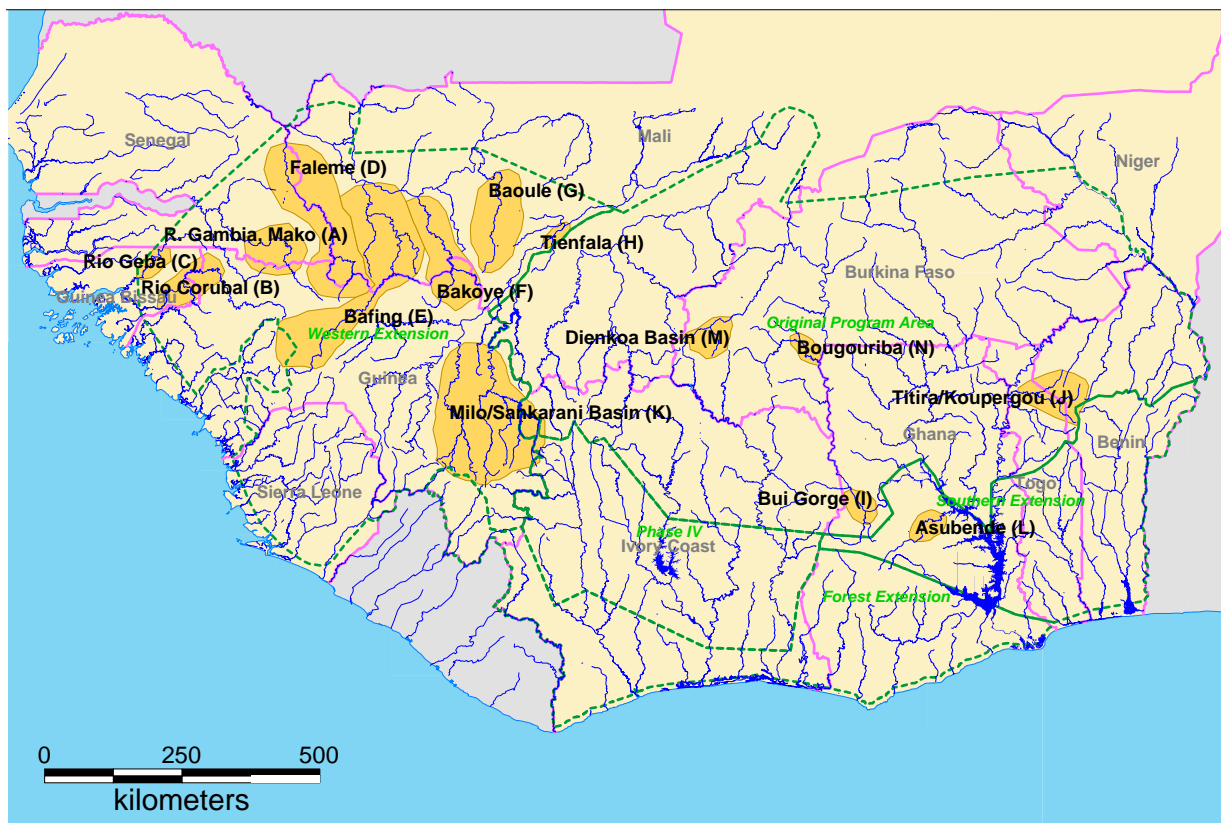 Senegal
Mali
Niger
Faleme (D)
Baoule (G)
R. Gambia, Mako (A)
Tienfala (H)
Rio Geba (C)
Burkina Faso
Rio Corubal (B)
Guinea Bissau
Bakoye (F)
Bafing (E)
Original Program Area
Western Extension
Dienkoa Basin (M)
Bougouriba (N)
Guinea
Titira/Koupergou (J)
Milo/Sankarani Basin (K)
Ghana
Benin
Sierra Leone
Togo
Bui Gorge (I)
Southern Extension
Asubende (L)
Phase IV
Ivory Coast
Forest Extension
0 250 500
kilometers